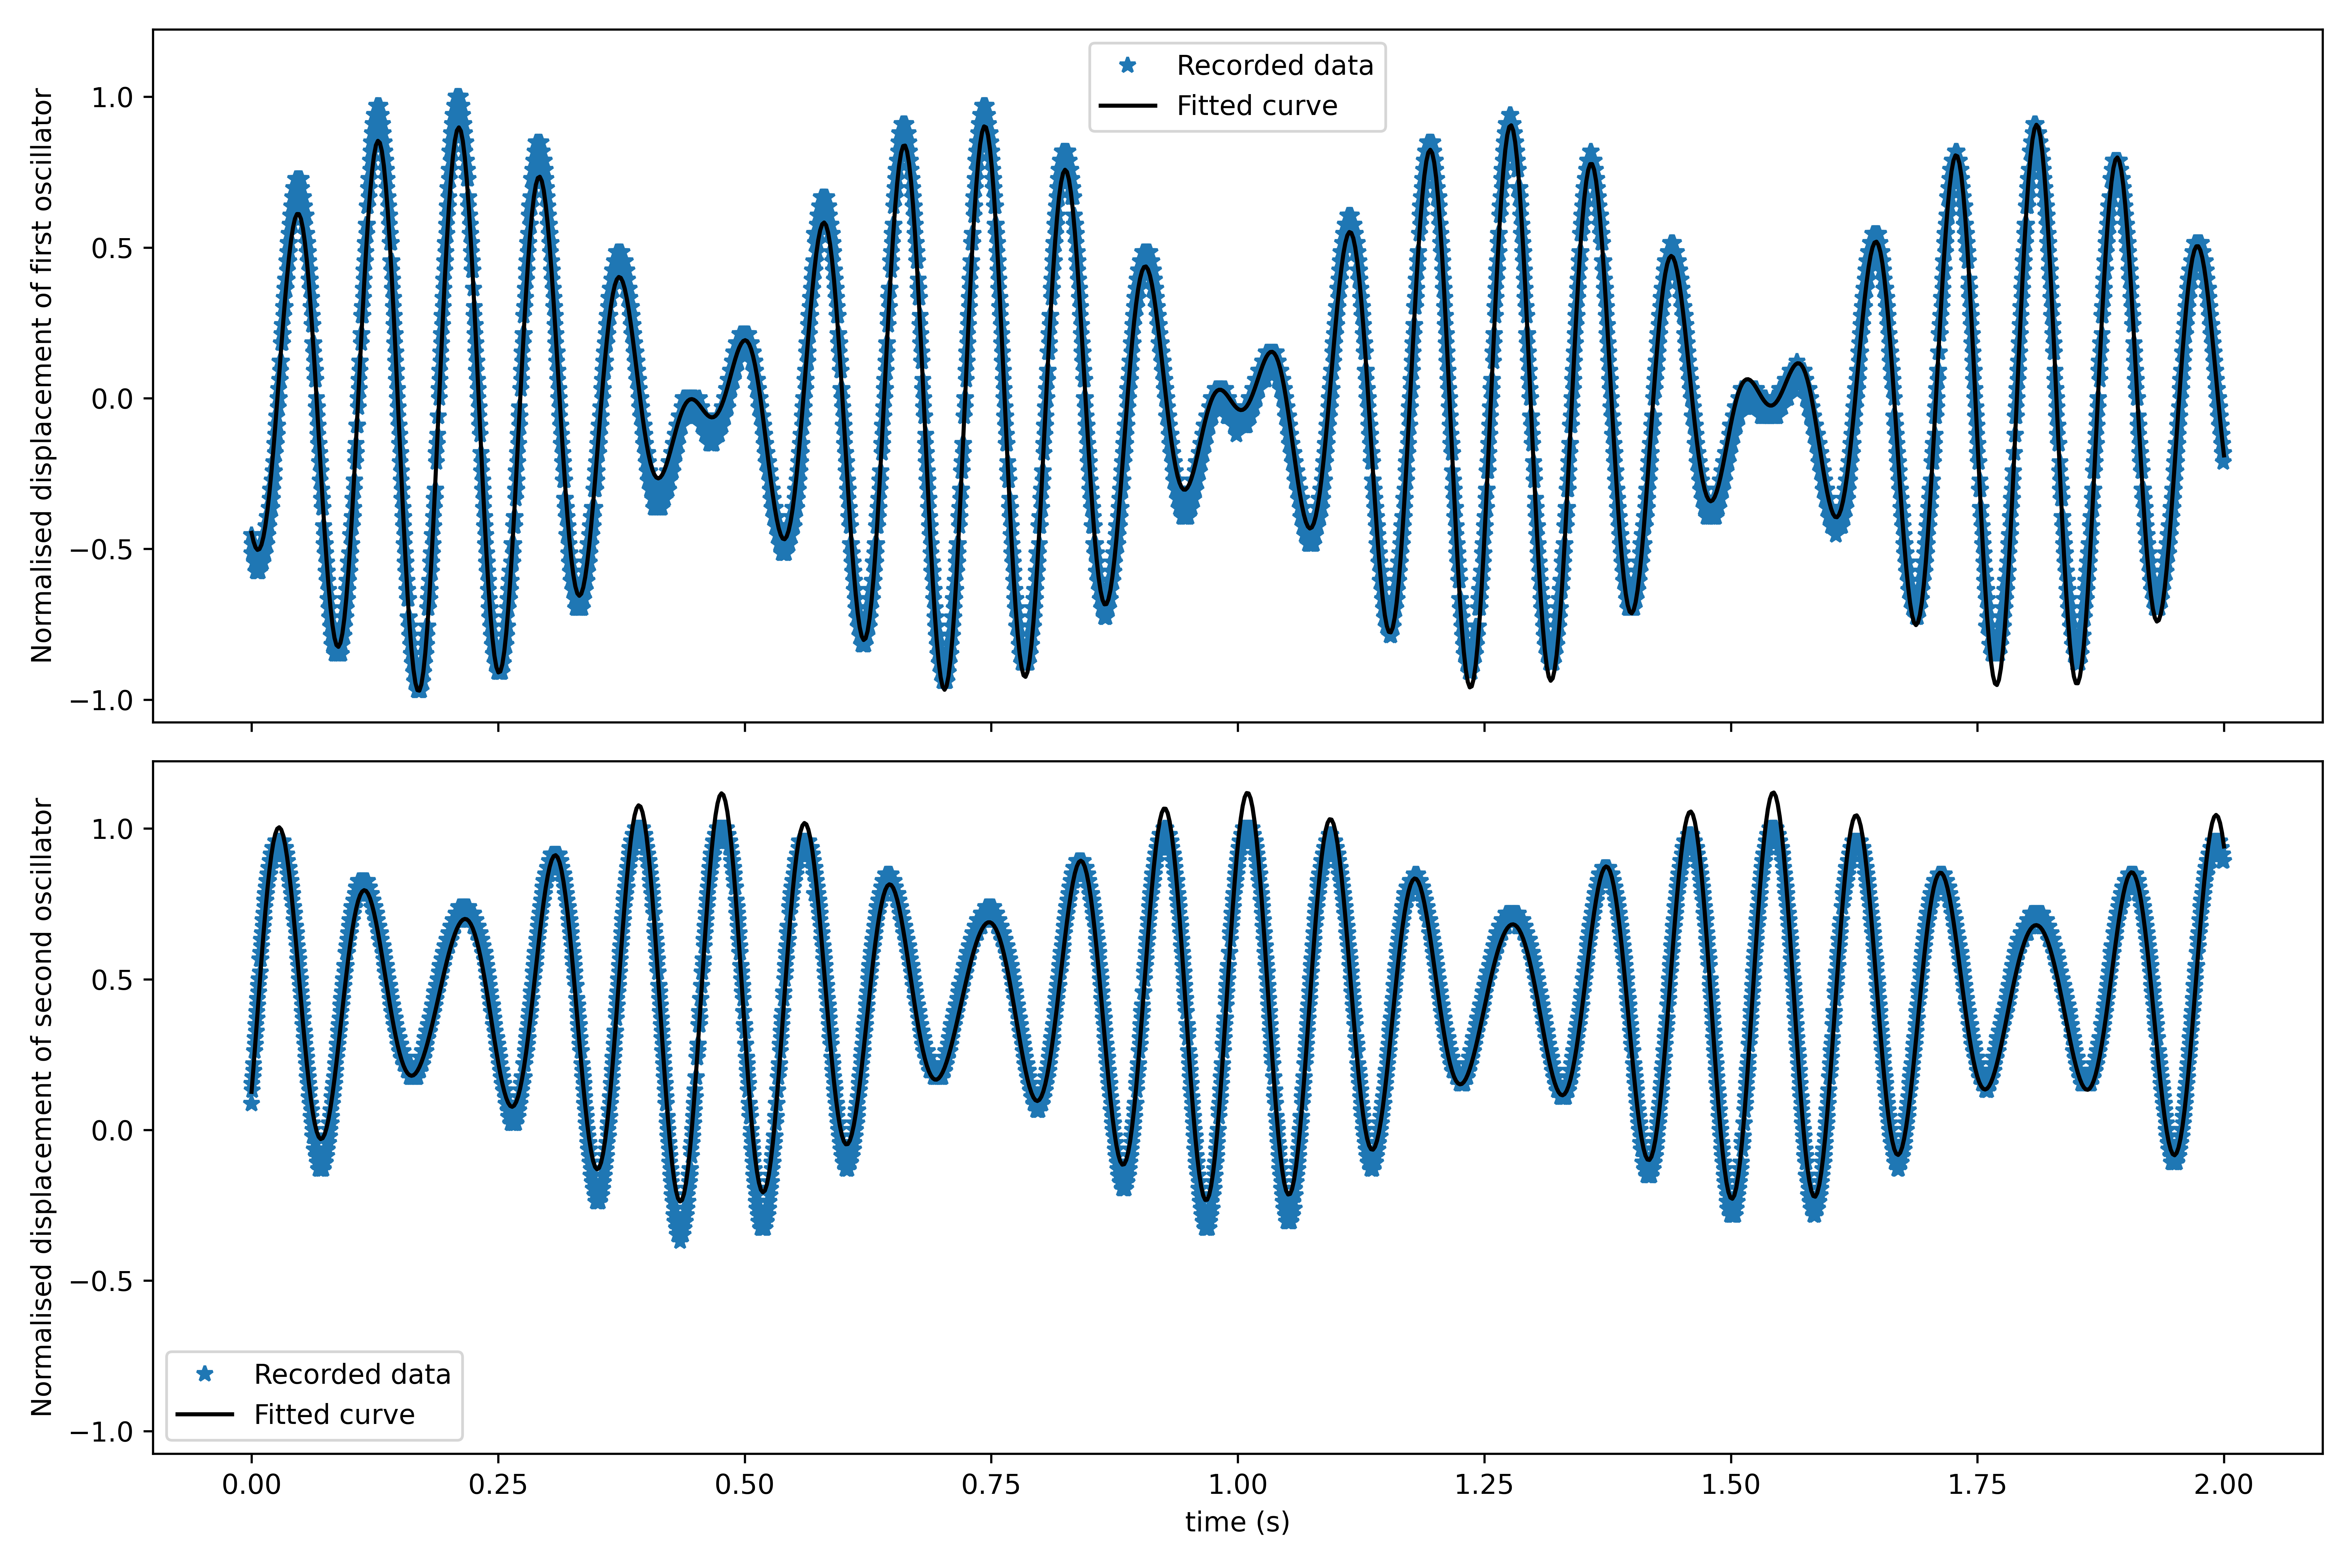 Normalised displacement of first oscillator
1.0
0.5
0.0
−0.5
−1.0
Recorded data
Fitted curve
Normalised displacement of second oscillator
1.0
0.5
0.0
−0.5
−1.0
Recorded data
Fitted curve
0.00 0.25 0.50 0.75 1.00 1.25 1.50 1.75 2.00
time (s)